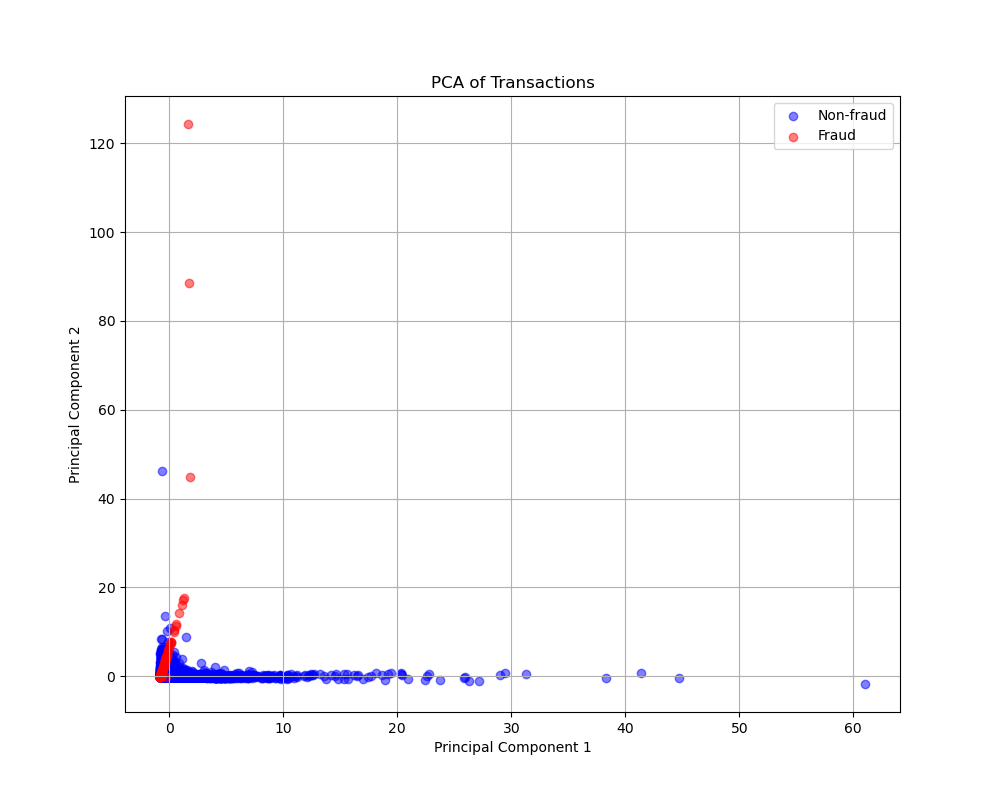 PCA of Transactions
Non-fraud
Fraud
120
100
80
60
40
20
0
Principal Component 2
0 10 20 30 40 50 60
Principal Component 1